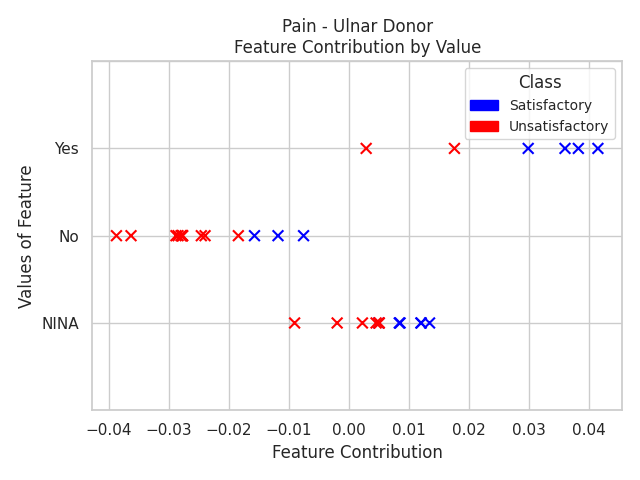 Pain - Ulnar Donor
Feature Contribution by Value
Class
Satisfactory
Unsatisfactory
Yes
No
NINA
Values of Feature
−0.04 −0.03 −0.02 −0.01 0.00 0.01 0.02 0.03 0.04
Feature Contribution